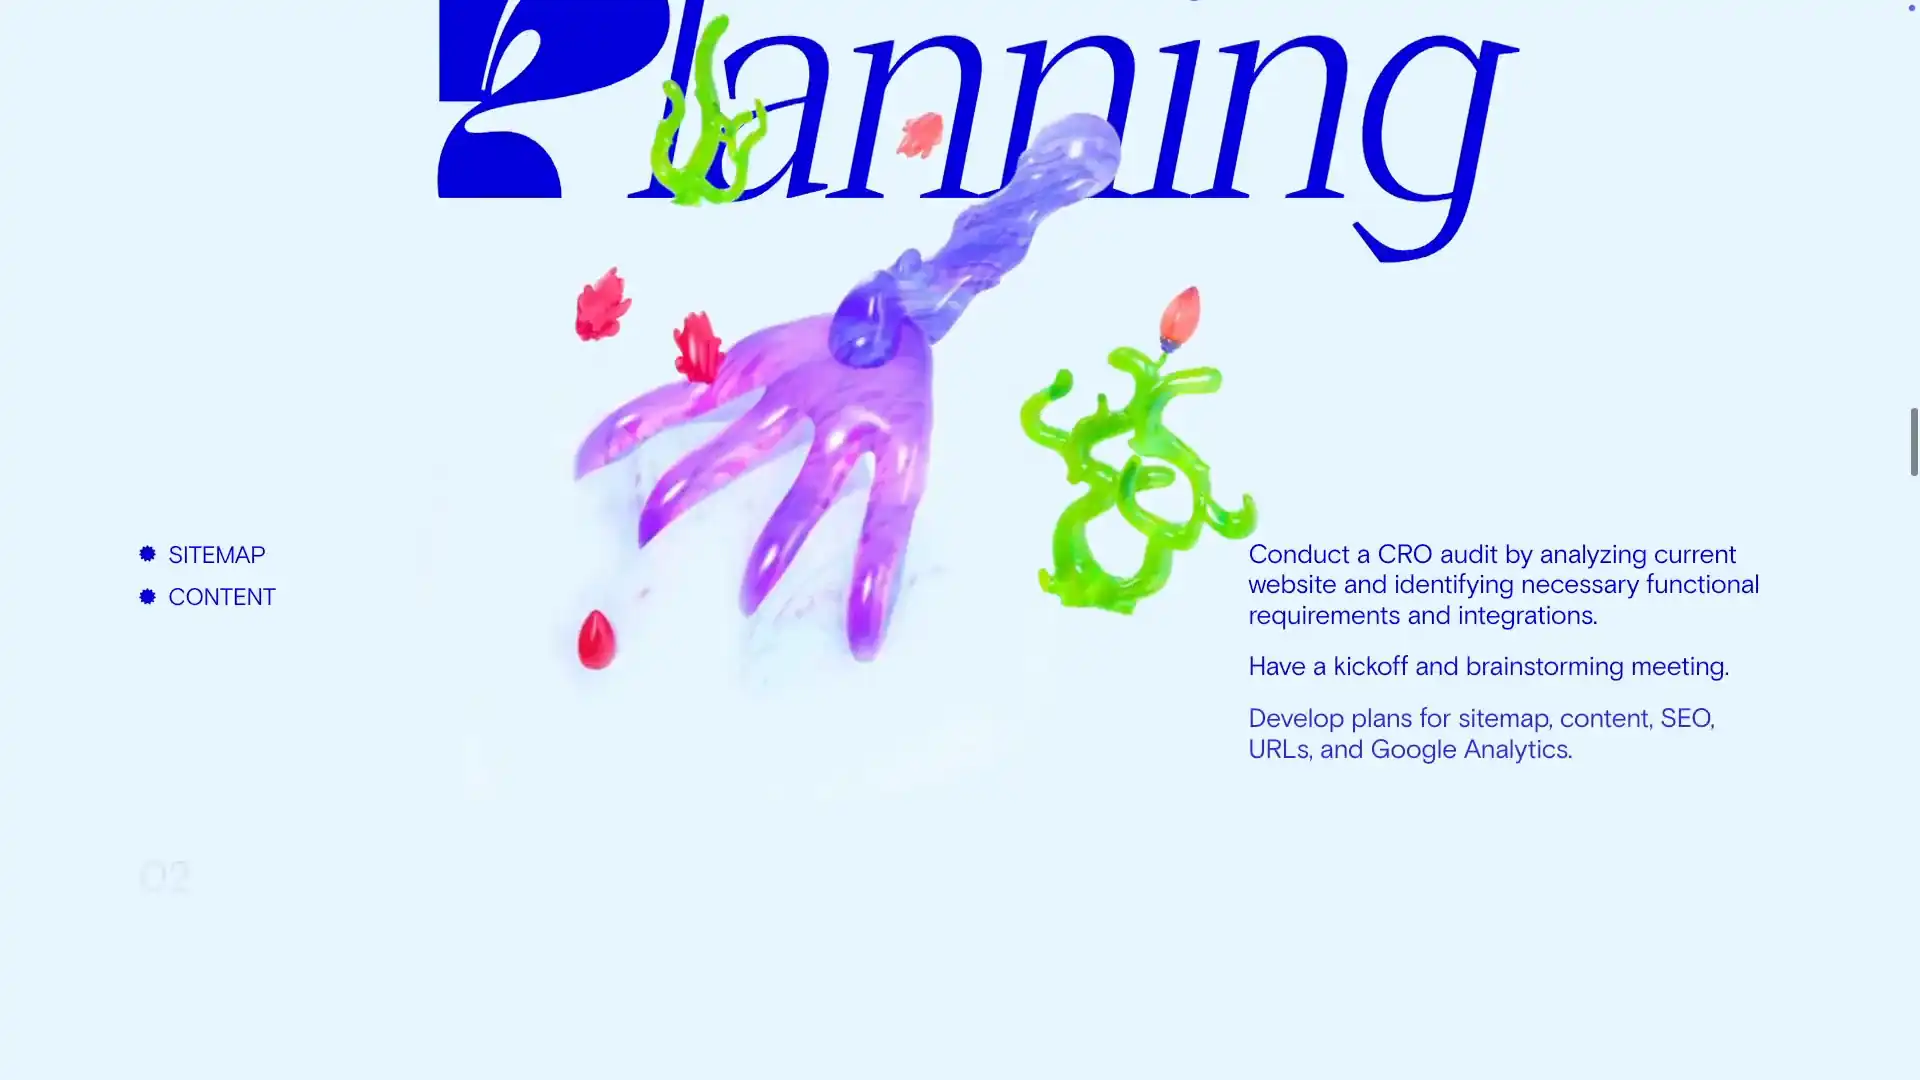 Planning
SITEMAP
CONTENT
Conduct a CRO audit by analyzing current
website and identifying necessary functional
requirements and integrations.
Have a kickoff and brainstorming meeting.
Develop plans for sitemap, content, SEO,
URLs, and Google Analytics.
02